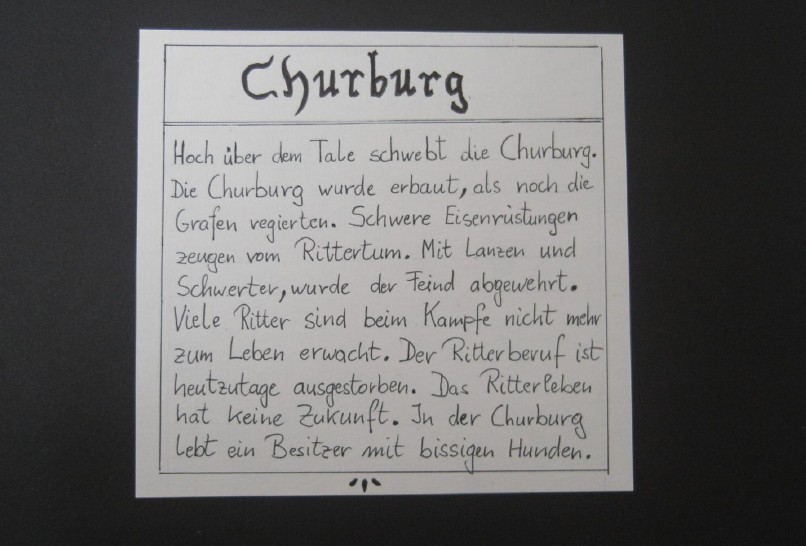 Churburg
Hoch über dem Tale schwebt die Churburg.
Die Churburg wurde erbaut, als noch die
Grafen regierten. Schwere Eisenrüstungen
zeugen vom Rittertum. Mit Lanzen und
Schwerter, wurde der Feind abgewehrt.
Viele Ritter sind beim Kampfe nicht mehr
zum Leben erwacht. Der Ritterberuf ist
heutzutage ausgestorben. Das Ritterleben
hat keine Zukunft. In der Churburg
lebt ein Besitzer mit bissigen Hunden.